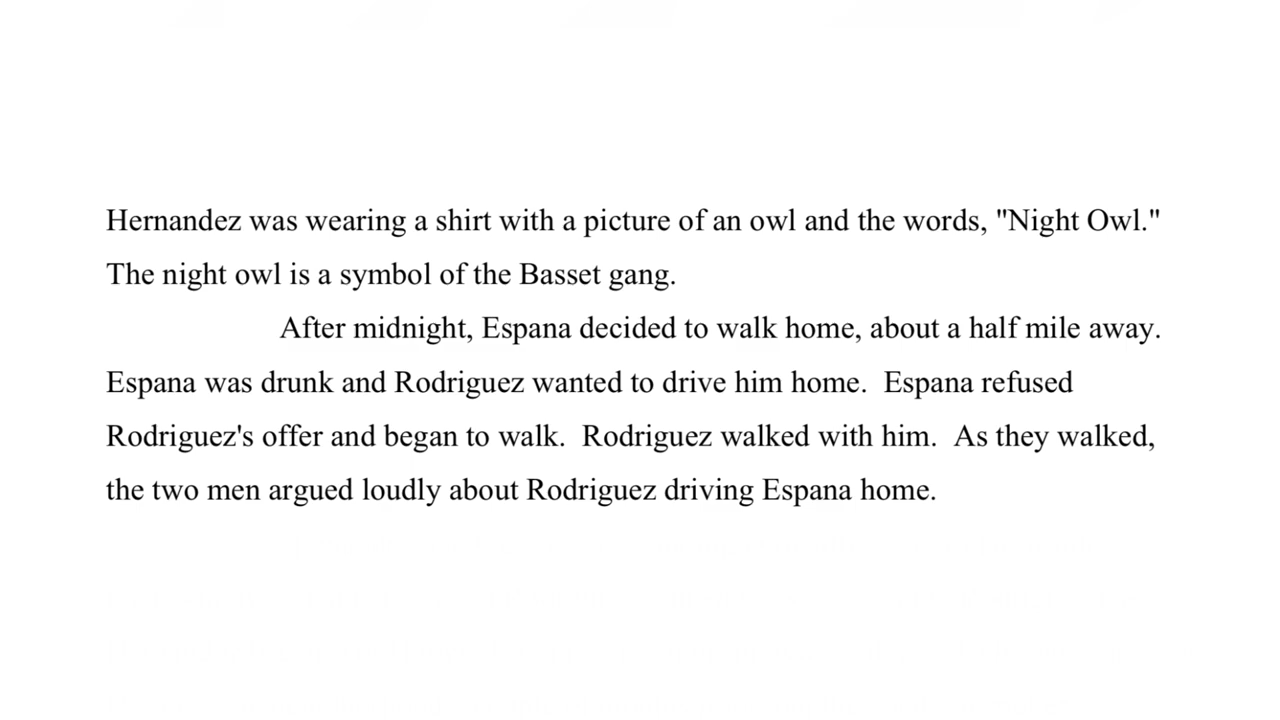 Hernandez was wearing a shirt with a picture of an owl and the words, "Night Owl."
The night owl is a symbol of the Basset gang.
After midnight, Espana decided to walk home, about a half mile away.
Espana was drunk and Rodriguez wanted to drive him home.  Espana refused
Rodriguez's offer and began to walk.  Rodriguez walked with him.  As they walked,
the two men argued loudly about Rodriguez driving Espana home.